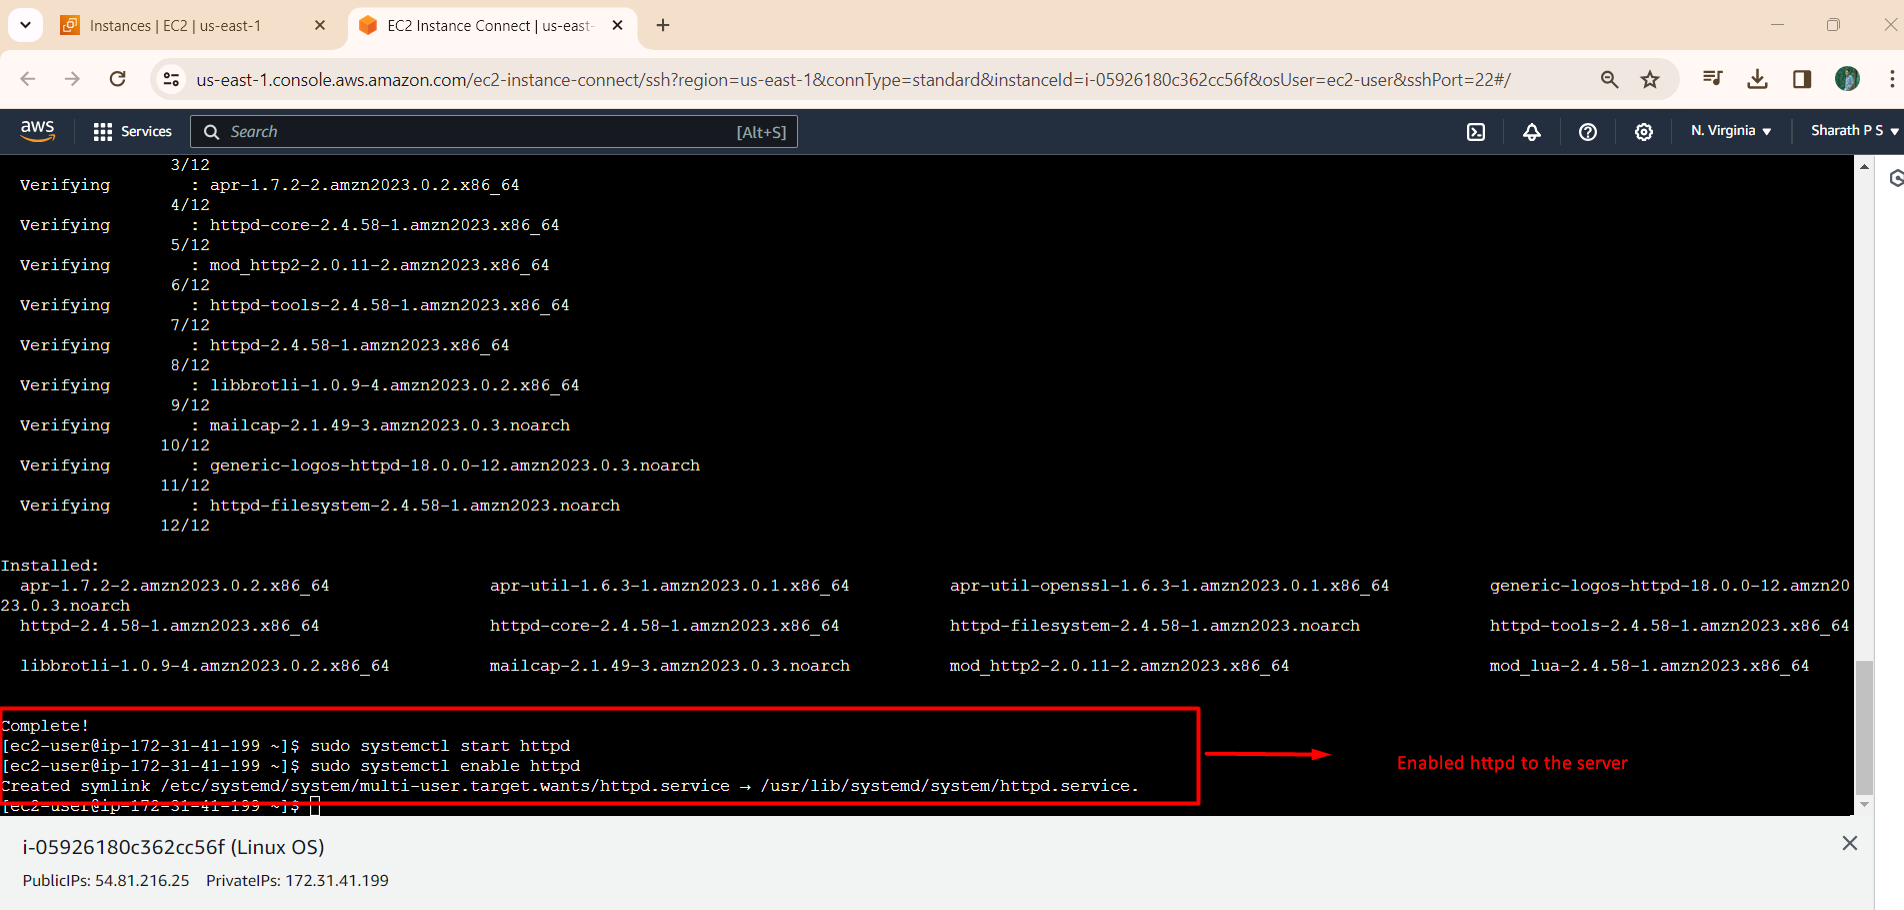 Instances | EC2 | us-east-1
EC2 Instance Connect | us-east-
us-east-1.console.aws.amazon.com/ec2-instance-connect/ssh?region=us-east-1&connType=standard&instanceId=i-05926180c362cc56f&osUser=ec2-user&sshPort=22#/
aws Services Search [Alt+S] N. Virginia Sharath P S
3/12
Verifying : apr-1.7.2-2.amzn2023.0.2.x86_64
4/12
Verifying : httpd-core-2.4.58-1.amzn2023.x86_64
5/12
Verifying : mod_http2-2.0.11-2.amzn2023.x86_64
6/12
Verifying : httpd-tools-2.4.58-1.amzn2023.x86_64
7/12
Verifying : httpd-2.4.58-1.amzn2023.x86_64
8/12
Verifying : libbrotli-1.0.9-4.amzn2023.0.2.x86_64
9/12
Verifying : mailcap-2.1.49-3.amzn2023.0.3.noarch
10/12
Verifying : generic-logos-httpd-18.0.0-12.amzn2023.0.3.noarch
11/12
Verifying : httpd-filesystem-2.4.58-1.amzn2023.noarch
12/12
Installed:
apr-1.7.2-2.amzn2023.0.2.x86_64 apr-util-1.6.3-1.amzn2023.0.1.x86_64 apr-util-openssl-1.6.3-1.amzn2023.0.1.x86_64 generic-logos-httpd-18.0.0-12.amzn20
23.0.3.noarch
httpd-2.4.58-1.amzn2023.x86_64 httpd-core-2.4.58-1.amzn2023.x86_64 httpd-filesystem-2.4.58-1.amzn2023.noarch httpd-tools-2.4.58-1.amzn2023.x86_64
libbrotli-1.0.9-4.amzn2023.0.2.x86_64 mailcap-2.1.49-3.amzn2023.0.3.noarch mod_http2-2.0.11-2.amzn2023.x86_64 mod_lua-2.4.58-1.amzn2023.x86_64
Complete!
[ec2-user@ip-172-31-41-199 ~]$ sudo systemctl start httpd
[ec2-user@ip-172-31-41-199 ~]$ sudo systemctl enable httpd
Created symlink /etc/systemd/system/multi-user.target.wants/httpd.service → /usr/lib/systemd/system/httpd.service.
[ec2-user@ip-172-31-41-199 ~]$
Enabled httpd to the server
i-05926180c362cc56f (Linux OS)
PublicIPs: 54.81.216.25 PrivateIPs: 172.31.41.199